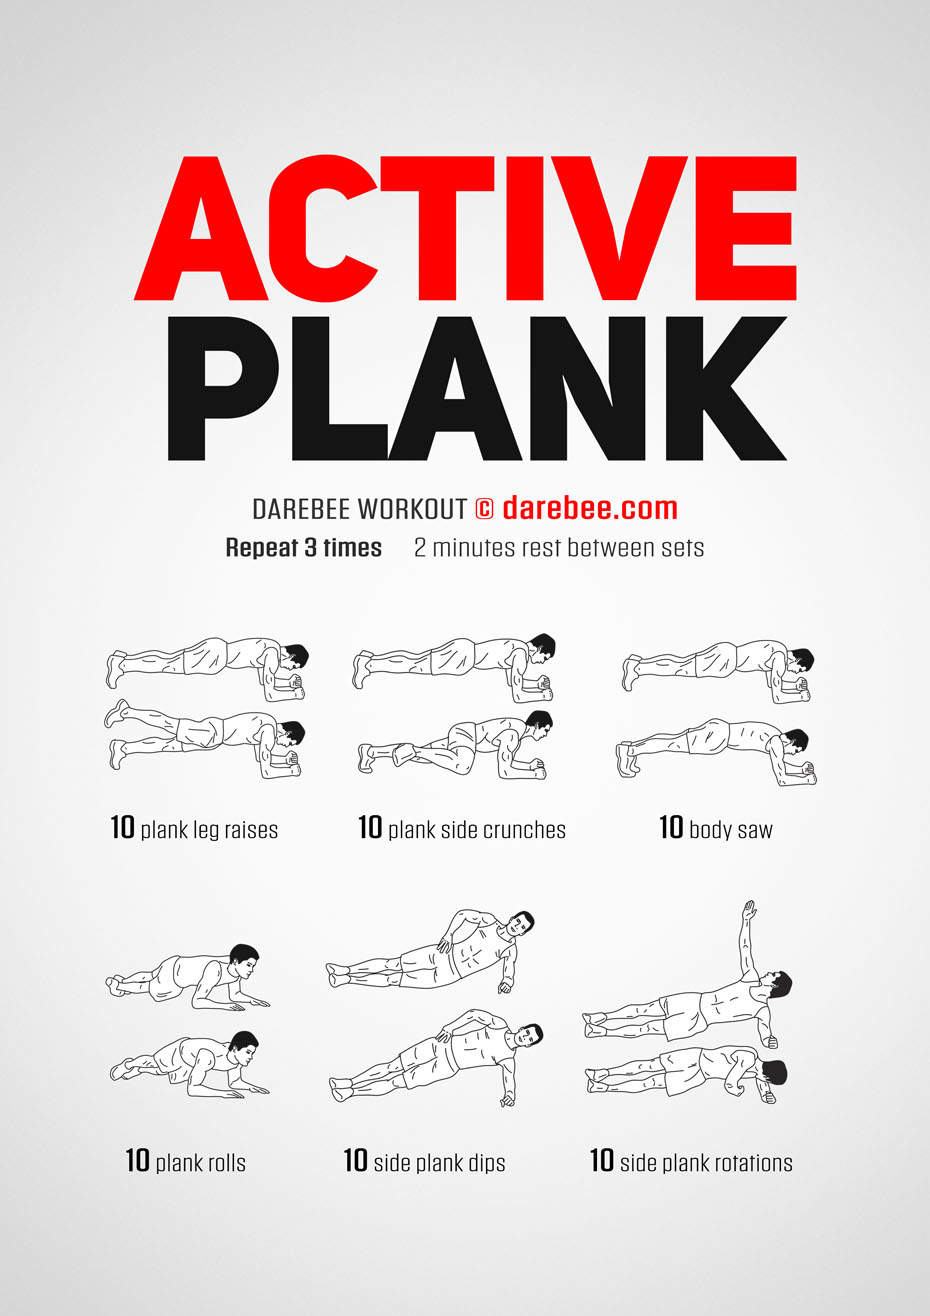 ACTIVE
PLANK
DAREBEE WORKOUT © darebee.com
Repeat 3 times 2 minutes rest between sets
10 plank leg raises 10 plank side crunches 10 body saw
10 plank rolls 10 side plank dips 10 side plank rotations